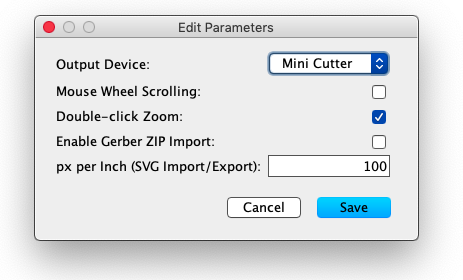 Edit Parameters
Output Device: Mini Cutter
Mouse Wheel Scrolling:
Double-click Zoom:
Enable Gerber ZIP Import:
px per Inch (SVG Import/Export): 100
Cancel Save